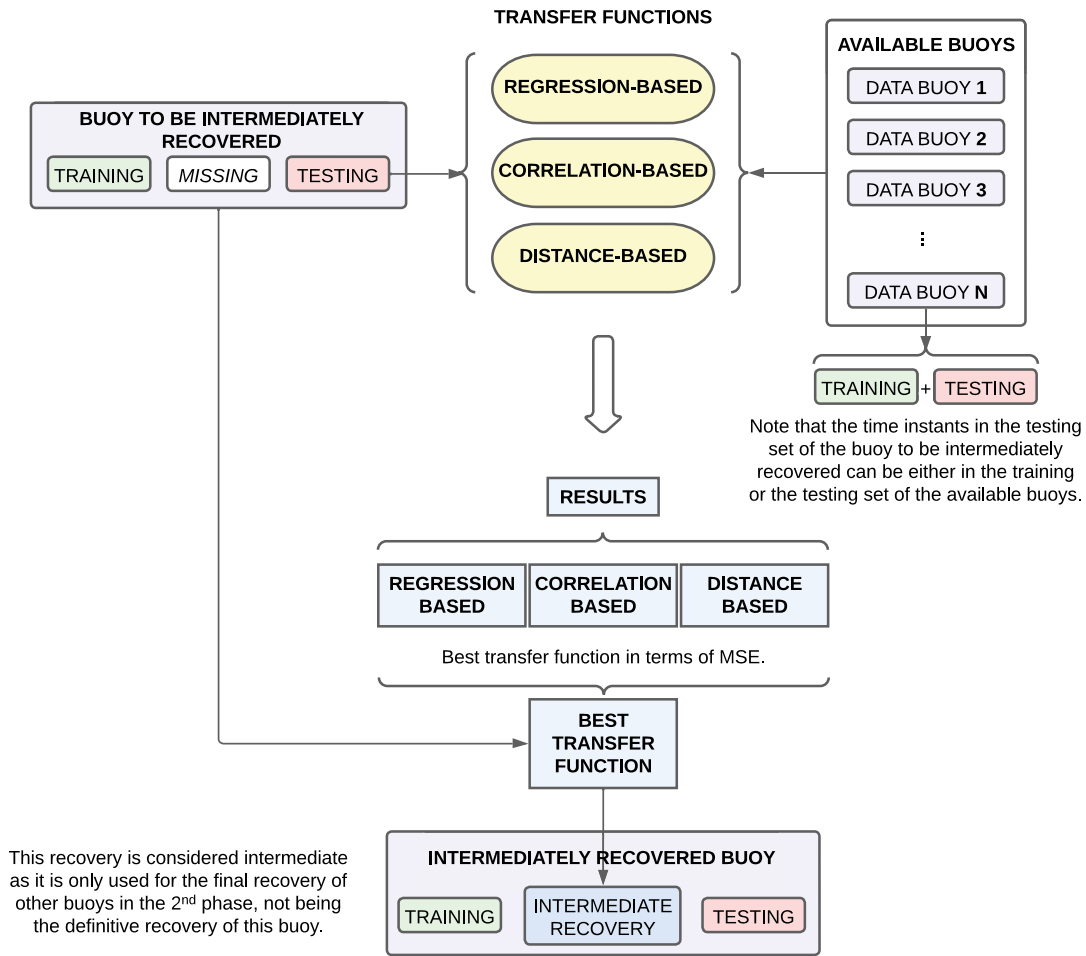 TRANSFER FUNCTIONS
REGRESSION-BASED
CORRELATION-BASED
DISTANCE-BASED
BUOY TO BE INTERMEDIATELY
RECOVERED
TRAINING
MISSING
TESTING
AVAILABLE BUOYS
DATA BUOY 1
DATA BUOY 2
DATA BUOY 3
⋮
DATA BUOY N
TRAINING + TESTING
Note that the time instants in the testing
set of the buoy to be intermediately
recovered can be either in the training
or the testing set of the available buoys.
RESULTS
REGRESSION
BASED
CORRELATION
BASED
DISTANCE
BASED
Best transfer function in terms of MSE.
BEST
TRANSFER
FUNCTION
This recovery is considered intermediate
as it is only used for the final recovery of
other buoys in the 2nd phase, not being
the definitive recovery of this buoy.
INTERMEDIATELY RECOVERED BUOY
TRAINING
INTERMEDIATE
RECOVERY
TESTING